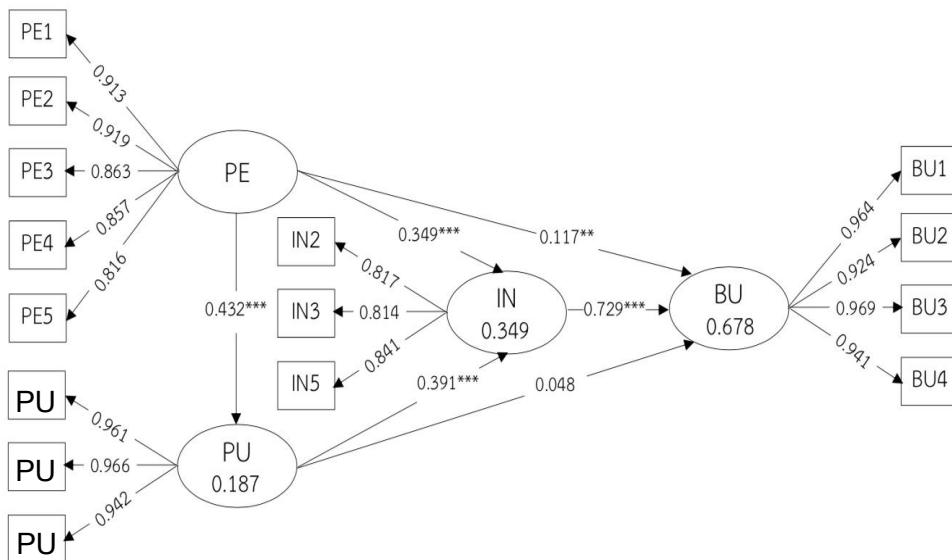 PE1
0.913
PE2
0.919
PE3
0.863
PE4
0.857
PE5
0.816
PE
0.432***
0.349***
0.117**
IN2
0.817
IN3
0.814
IN5
0.841
IN
0.349
0.729***
BU
0.678
0.391***
0.048
PU
0.187
PU
0.961
PU
0.966
PU
0.942
BU1
0.964
BU2
0.924
BU3
0.969
BU4
0.941